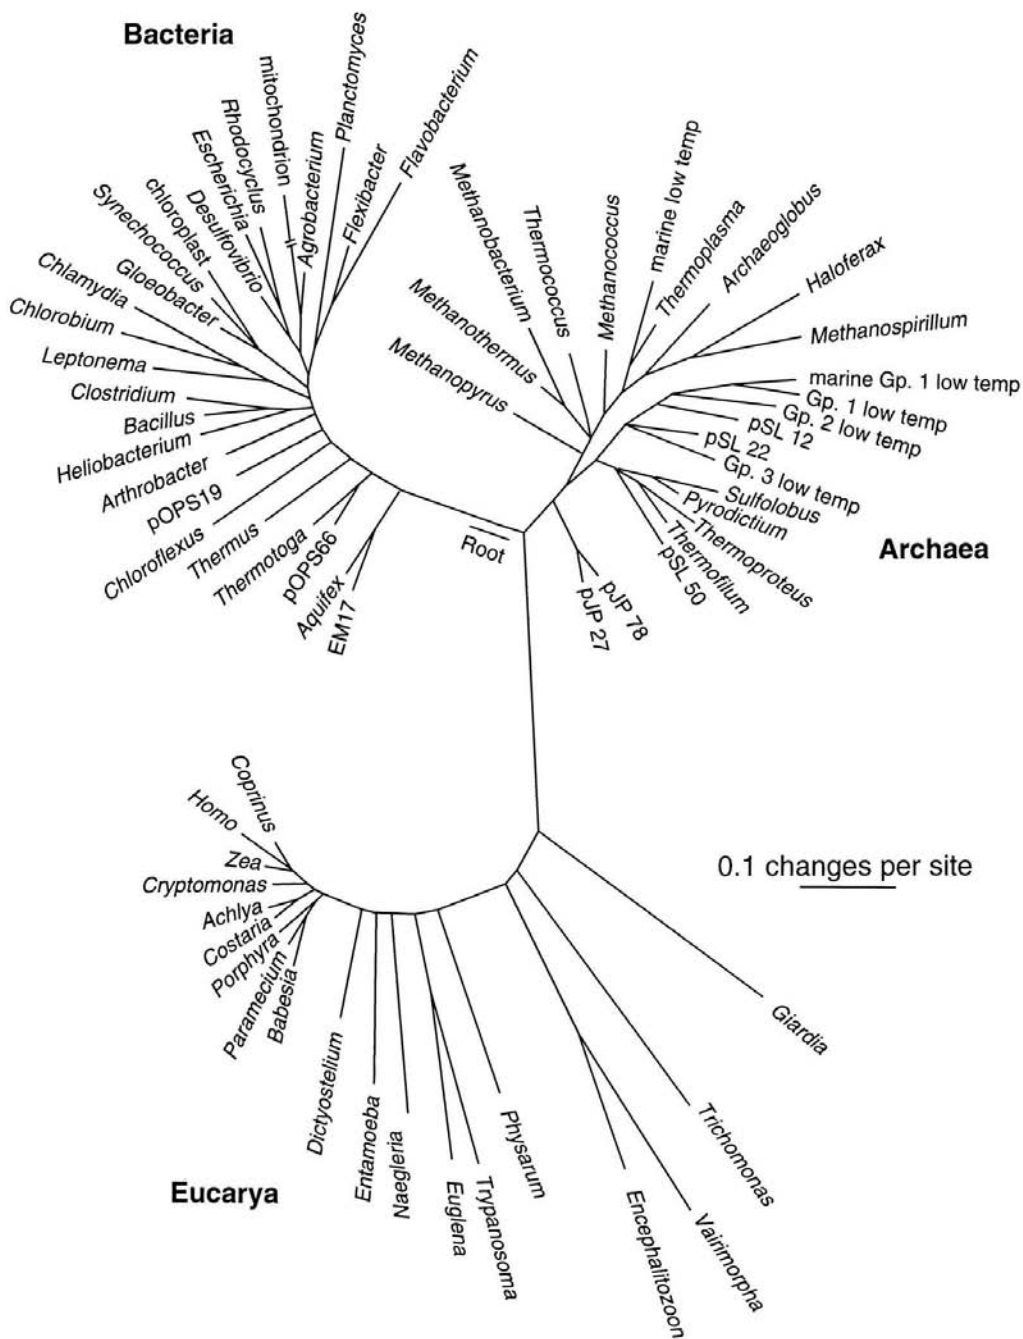 Bacteria
mitochondrion
Planctomyces
Flavobacterium
Rhodocyclus
Escherichia
Agrobacterium
Flexibacter
Desulfovibrio
chloroplast
Synechococcus
Gloeobacter
Chlamydia
Chlorobium
Leptonema
Clostridium
Bacillus
Heliobacterium
Arthrobacter
pOPS19
Chloroflexus
Thermus
Thermotoga
pOPS66
Aquifex
EM17
Root
Methanopyrus
Methanothermus
Methanobacterium
Thermococcus
Methanococcus
marine low temp
Thermoplasma
Archaeoglobus
Haloferax
Methanospirillum
marine Gp. 1 low temp
Gp. 1 low temp
Gp. 2 low temp
pSL 12
pSL 22
Gp. 3 low temp
Sulfolobus
Pyrodictium
Thermoproteus
Thermofilum
pSL 50
pJP 78
pJP 27
Archaea
Coprinus
Homo
Zea
Cryptomonas
Achlya
Costaria
Porphyra
Paramecium
Babesia
Dictyostelium
Entamoeba
Naegleria
Euglena
Trypanosoma
Physarum
Encephalitozoon
Vairimorpha
Trichomonas
Giardia
0.1 changes per site
Eucarya